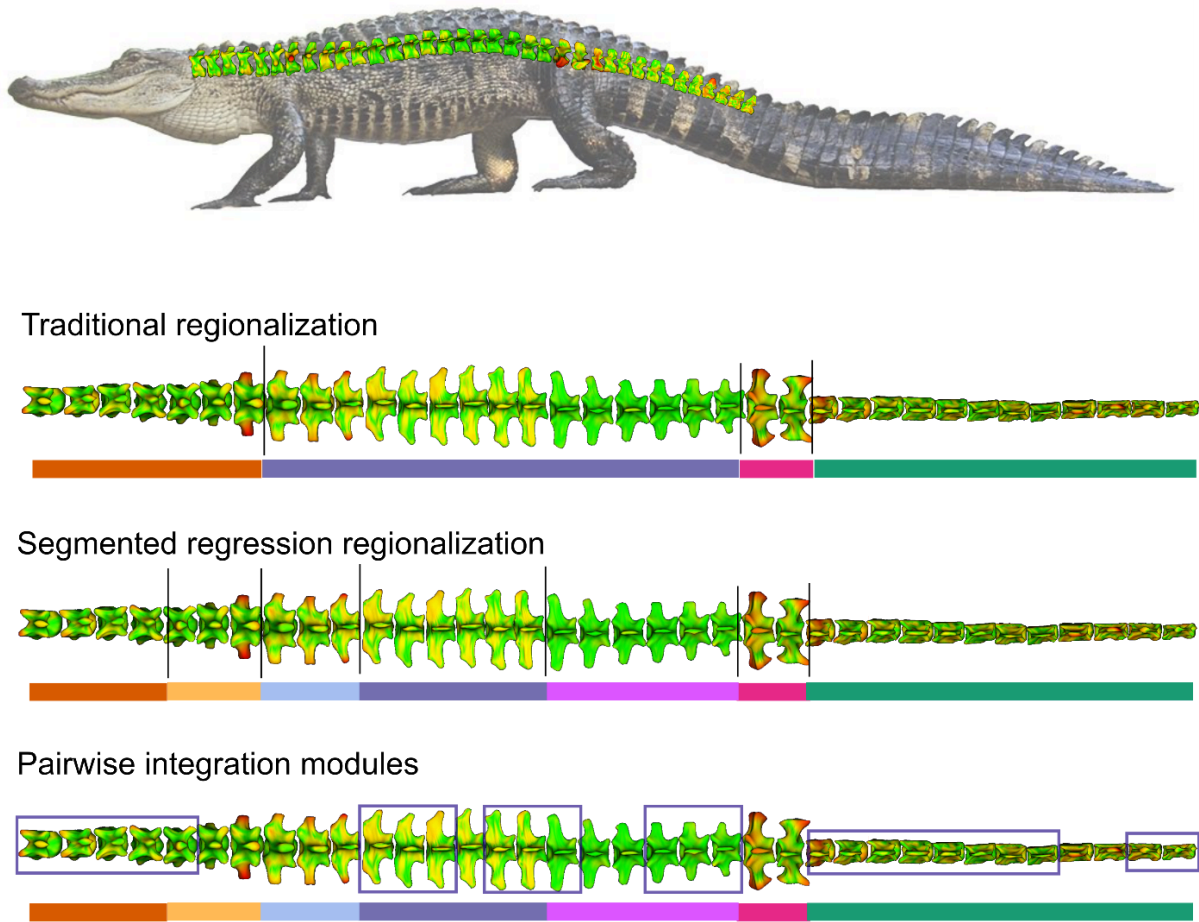 Traditional regionalization
Segmented regression regionalization
Pairwise integration modules